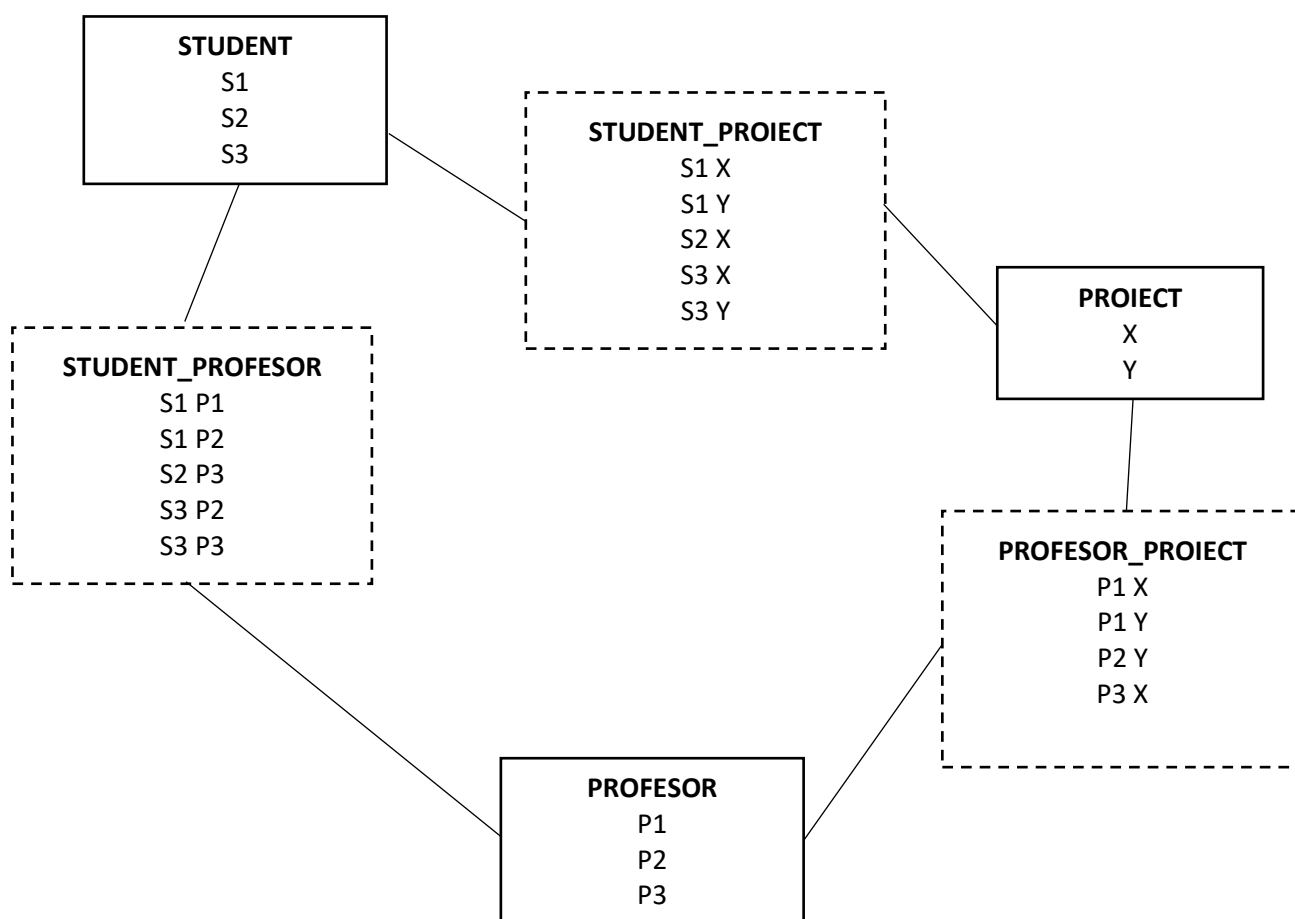 STUDENT
S1
S2
S3
STUDENT_PROIECT
S1 X
S1 Y
S2 X
S3 X
S3 Y
PROIECT
X
Y
STUDENT_PROFESOR
S1 P1
S1 P2
S2 P3
S3 P2
S3 P3
PROFESOR_PROIECT
P1 X
P1 Y
P2 Y
P3 X
PROFESOR
P1
P2
P3